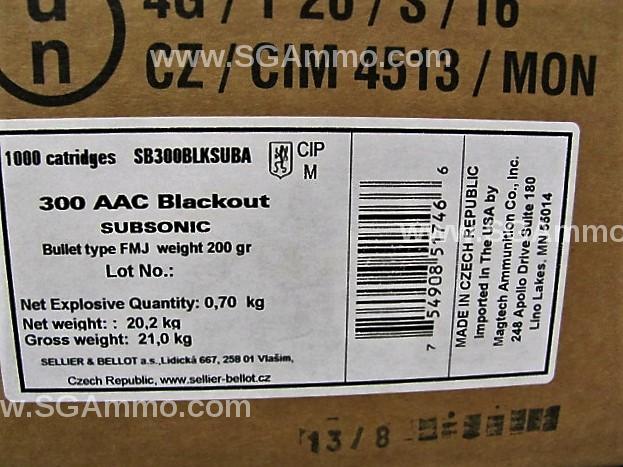 un
4G / Y 26 / S / 16
www.SGAmmo.com
CZ / CIM 4513 / MON
1000 catridges SB300BLKSUBA CIP
M
300 AAC Blackout
SUBSONIC
Bullet type FMJ weight 200 gr
Lot No.:
Net Explosive Quantity: 0,70 kg
Net weight: : 20,2 kg
Gross weight: 21,0 kg
SELLIER & BELLOT a.s.,Lidická 667, 258 01 Vlašim,
Czech Republic, www.sellier-bellot.cz
7 54908 51746 6
MADE IN CZECH REPUBLIC
Imported In The USA by
Magtech Ammunition Co., Inc.
248 Apollo Drive Suite 180
Lino Lakes, MN 55014
www.SGAmmo.com
www.SGAmmo.com
13/8